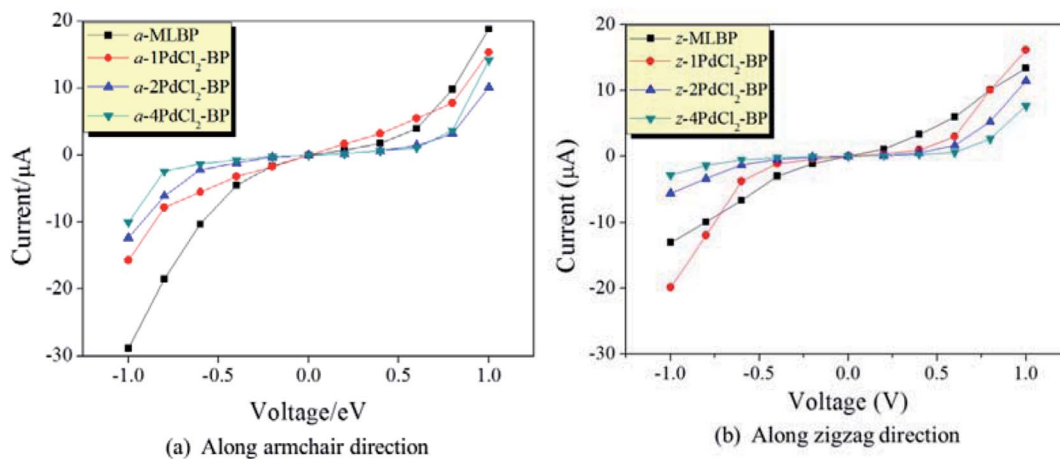 20
10
0
-10
-20
-30
Current/μA
a-MLBP
a-1PdCl₂-BP
a-2PdCl₂-BP
a-4PdCl₂-BP
-1.0 -0.5 0.0 0.5 1.0
Voltage/eV
(a) Along armchair direction
20
10
0
-10
-20
-30
Current (μA)
z-MLBP
z-1PdCl₂-BP
z-2PdCl₂-BP
z-4PdCl₂-BP
-1.0 -0.5 0.0 0.5 1.0
Voltage (V)
(b) Along zigzag direction